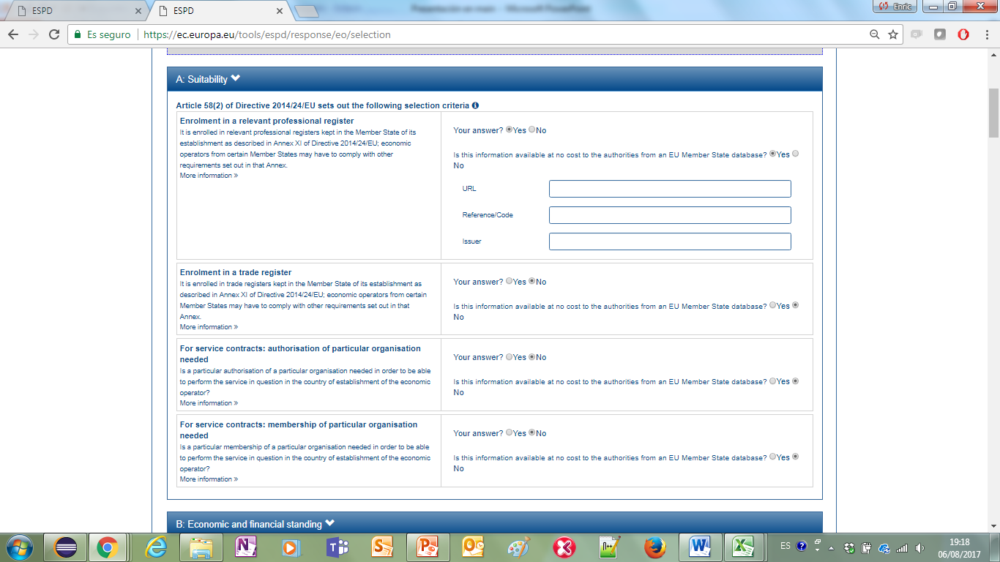 ESPD
ESPD
Presentación en main - Microsoft PowerPoint
Enric
Es seguro
https://ec.europa.eu/tools/espd/response/eo/selection
A: Suitability
Article 58(2) of Directive 2014/24/EU sets out the following selection criteria
Enrolment in a relevant professional register
It is enrolled in relevant professional registers kept in the Member State of its
establishment as described in Annex XI of Directive 2014/24/EU; economic
operators from certain Member States may have to comply with other
requirements set out in that Annex.
More information »
Your answer? Yes No
Is this information available at no cost to the authorities from an EU Member State database? Yes
No
URL
Reference/Code
Issuer
Enrolment in a trade register
It is enrolled in trade registers kept in the Member State of its establishment as
described in Annex XI of Directive 2014/24/EU; economic operators from certain
Member States may have to comply with other requirements set out in that
Annex.
More information »
Your answer? Yes No
Is this information available at no cost to the authorities from an EU Member State database? Yes
No
For service contracts: authorisation of particular organisation
needed
Is a particular authorisation of a particular organisation needed in order to be able
to perform the service in question in the country of establishment of the economic
operator?
More information »
Your answer? Yes No
Is this information available at no cost to the authorities from an EU Member State database? Yes
No
For service contracts: membership of particular organisation
needed
Is a particular membership of a particular organisation needed in order to be able
to perform the service in question in the country of establishment of the economic
operator?
More information »
Your answer? Yes No
Is this information available at no cost to the authorities from an EU Member State database? Yes
No
B: Economic and financial standing
ES
19:18
06/08/2017